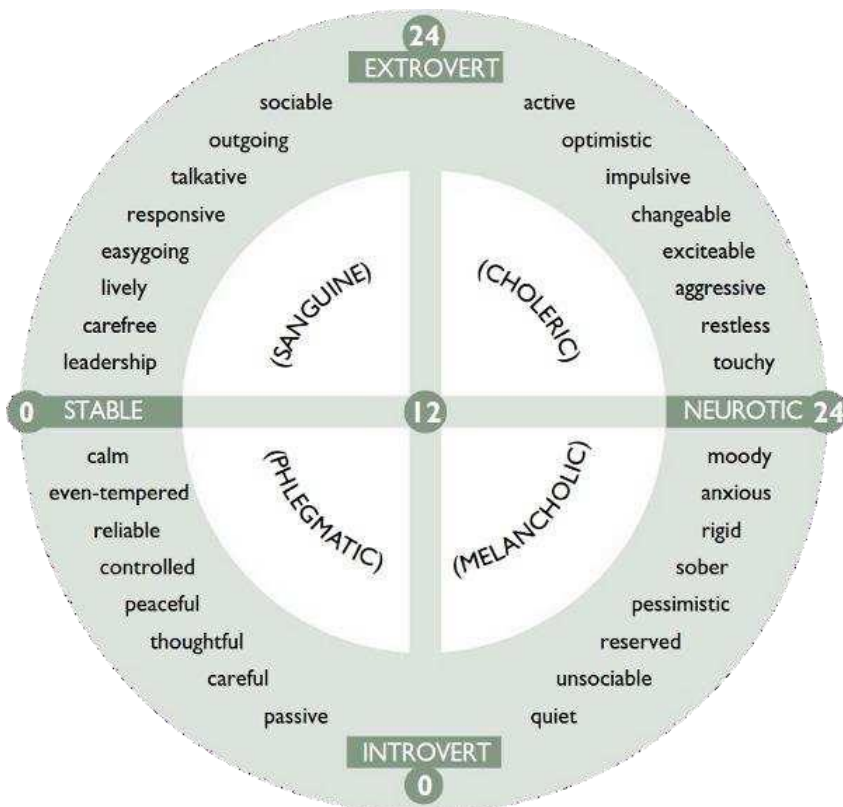 24
EXTROVERT
sociable
active
outgoing
optimistic
talkative
impulsive
responsive
changeable
easygoing
exciteable
lively
aggressive
carefree
restless
leadership
touchy
(SANGUINE)
(CHOLERIC)
0 STABLE
12
NEUROTIC 24
(PHLEGMATIC)
(MELANCHOLIC)
calm
moody
even-tempered
anxious
reliable
rigid
controlled
sober
peaceful
pessimistic
thoughtful
reserved
careful
unsociable
passive
quiet
INTROVERT
0